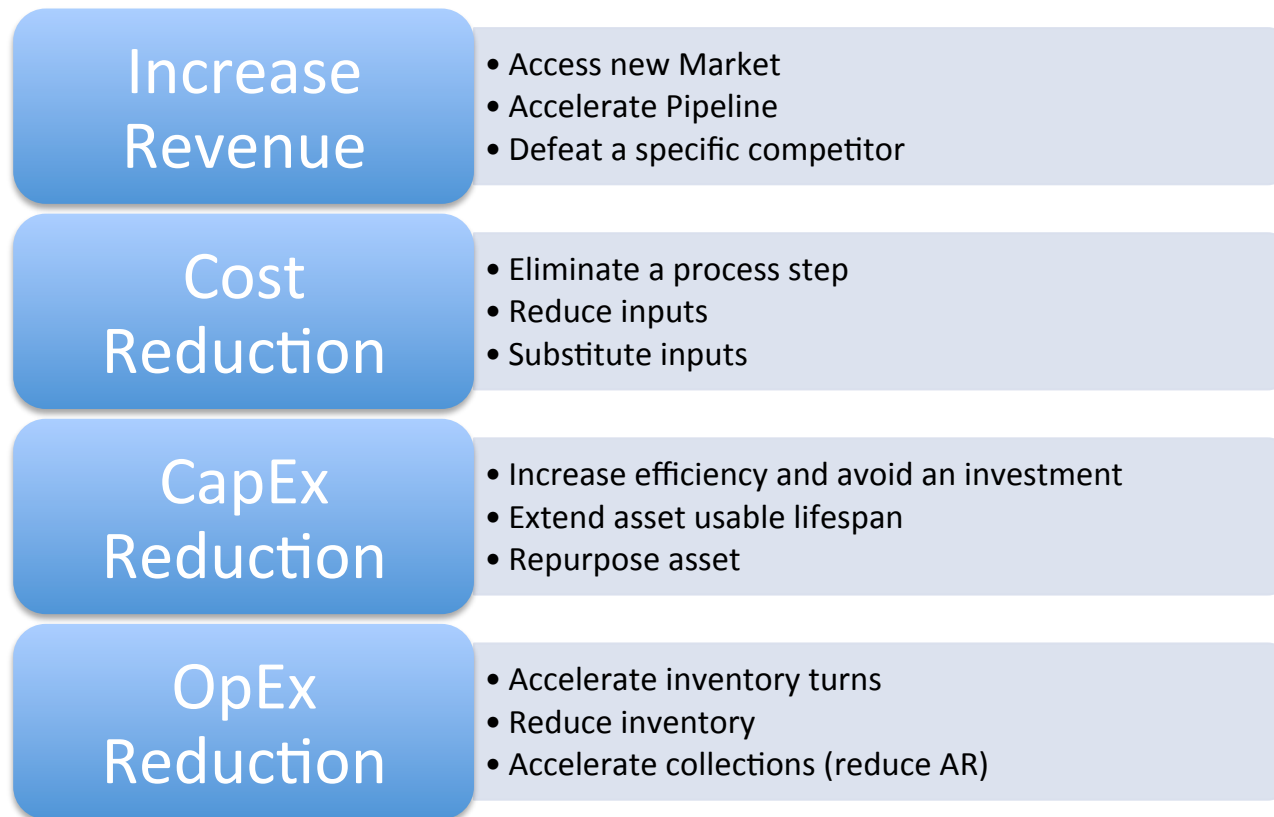 Increase
Revenue
• Access new Market
• Accelerate Pipeline
• Defeat a specific competitor
Cost
Reduction
• Eliminate a process step
• Reduce inputs
• Substitute inputs
CapEx
Reduction
• Increase efficiency and avoid an investment
• Extend asset usable lifespan
• Repurpose asset
OpEx
Reduction
• Accelerate inventory turns
• Reduce inventory
• Accelerate collections (reduce AR)